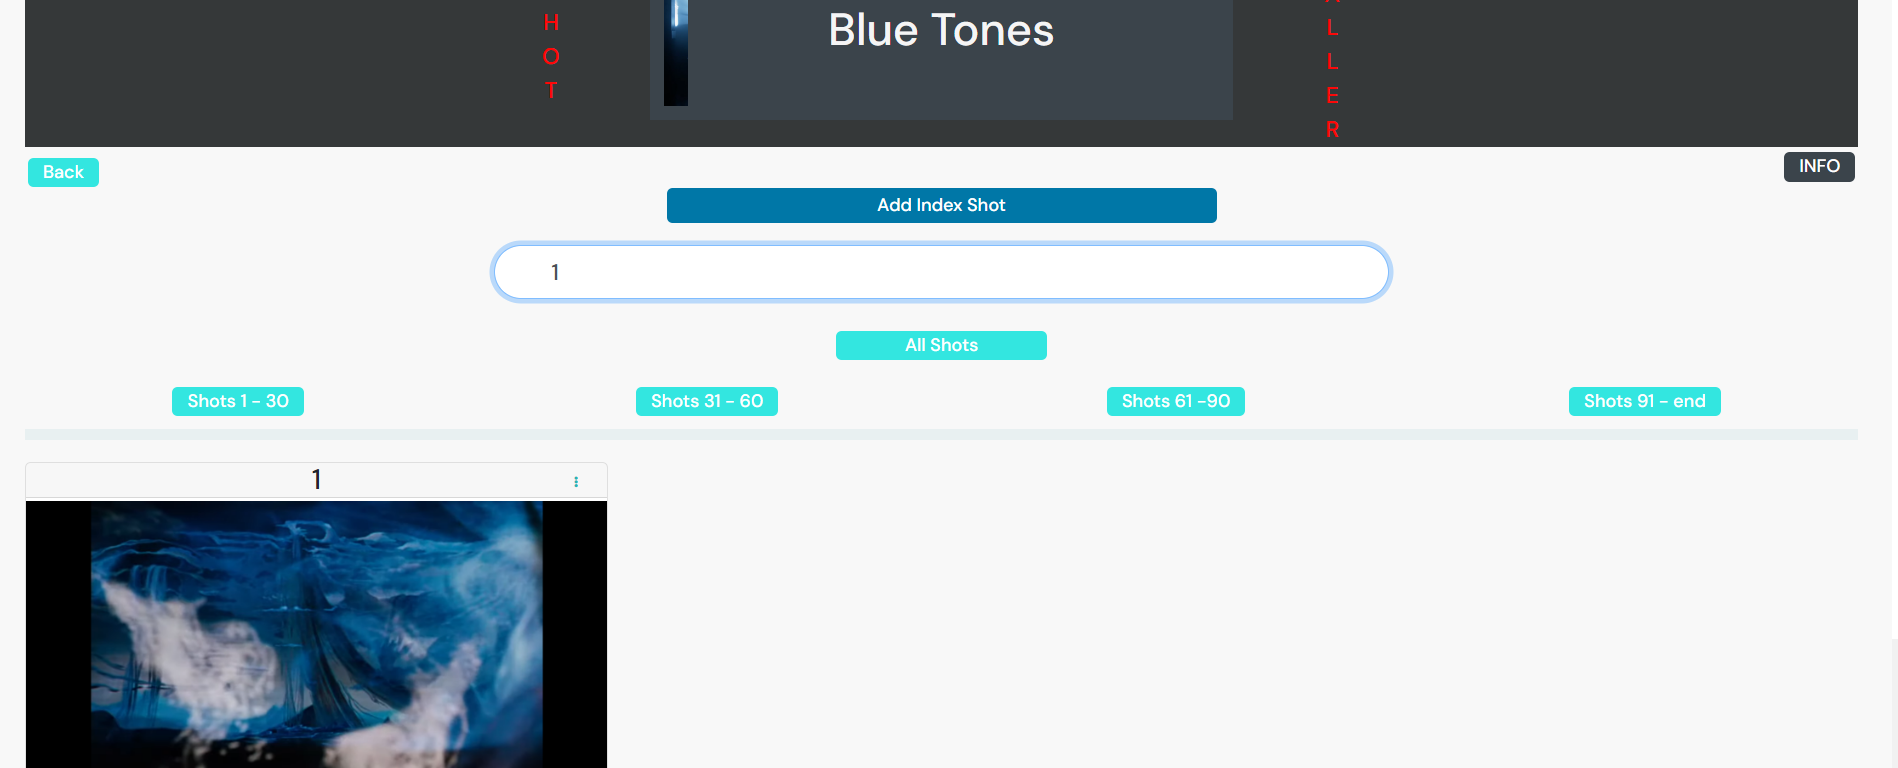 H
O
T
Blue Tones
L
L
E
R
Back
INFO
Add Index Shot
1
All Shots
Shots 1 - 30
Shots 31 - 60
Shots 61 -90
Shots 91 - end
1